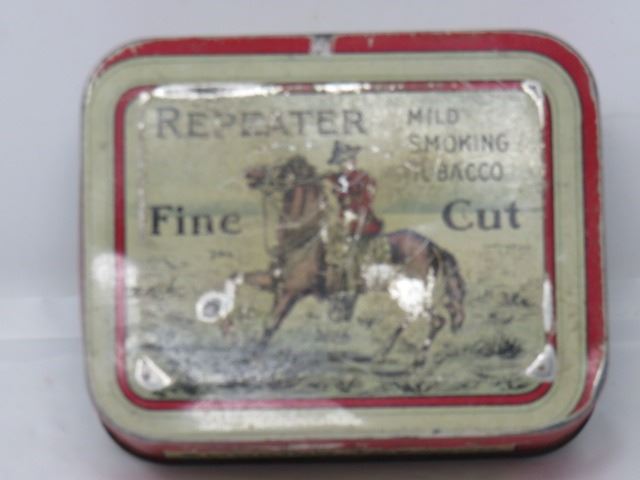 REPEATER
MILD
SMOKING
TOBACCO
Fine Cut